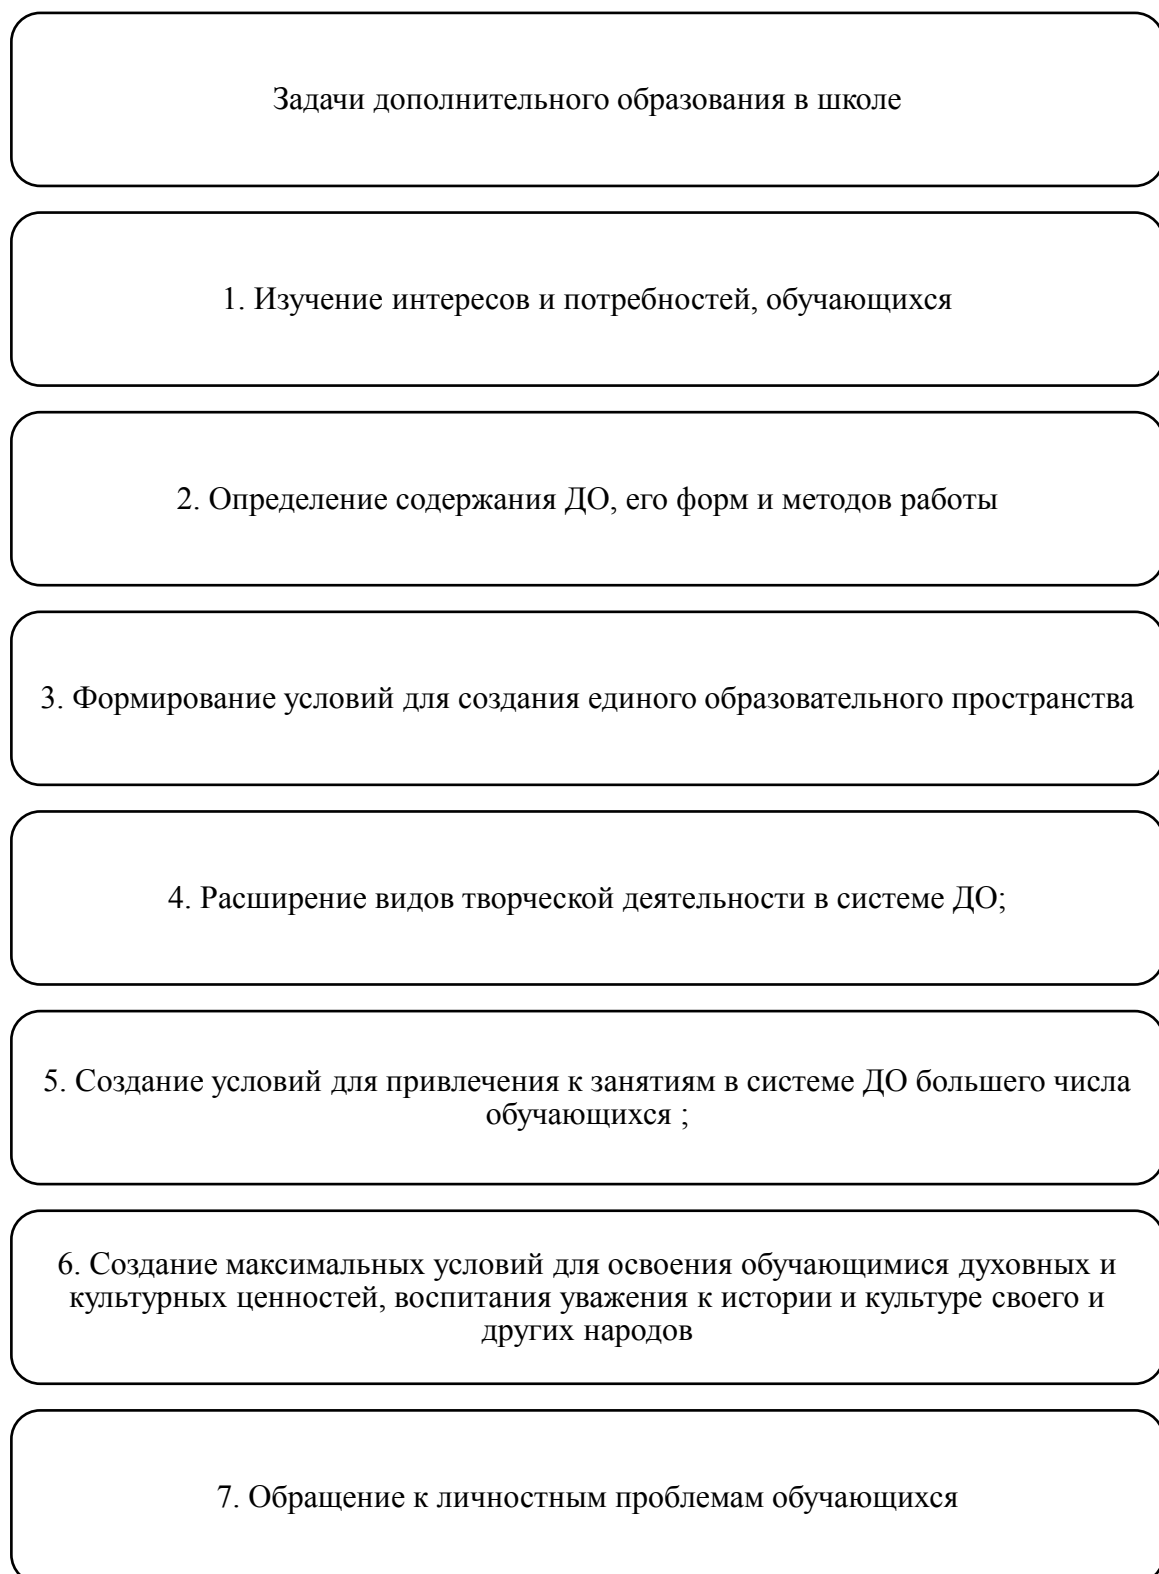 Задачи дополнительного образования в школе
1. Изучение интересов и потребностей, обучающихся
2. Определение содержания ДО, его форм и методов работы
3. Формирование условий для создания единого образовательного пространства
4. Расширение видов творческой деятельности в системе ДО;
5. Создание условий для привлечения к занятиям в системе ДО большего числа
обучающихся ;
6. Создание максимальных условий для освоения обучающимися духовных и
культурных ценностей, воспитания уважения к истории и культуре своего и
других народов
7. Обращение к личностным проблемам обучающихся